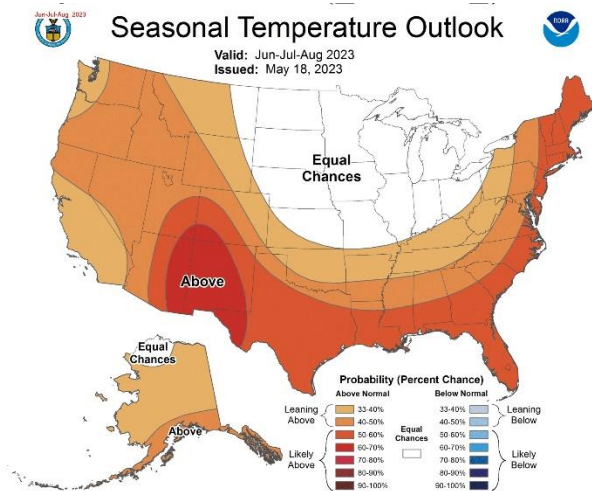 Jun-Jul-Aug 2023
Seasonal Temperature Outlook
NOAA
Valid: Jun-Jul-Aug 2023
Issued: May 18, 2023
Equal
Chances
Above
Equal
Chances
Above
Probability (Percent Chance)
Above Normal
Below Normal
Leaning
Above
33-40%
40-50%
Likely
Above
50-60%
60-70%
70-80%
80-90%
90-100%
Equal
Chances
33-40%
40-50%
Leaning
Below
50-60%
60-70%
70-80%
80-90%
90-100%
Likely
Below